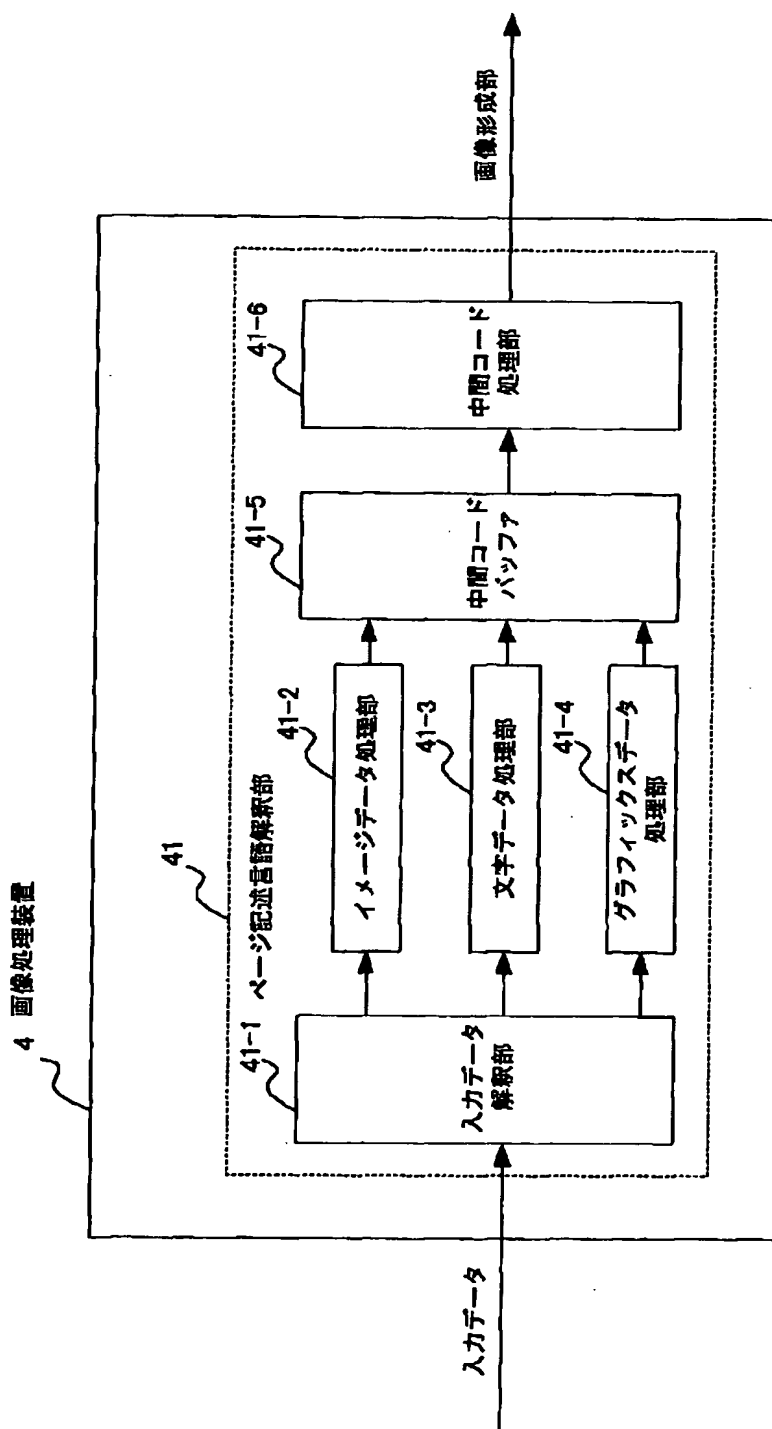 4 画像処理装置
41
ページ記述言語解釈部
入力データ
41-1
入力データ
解釈部
41-2
イメージデータ処理部
41-3
文字データ処理部
41-4
グラフィックスデータ
処理部
41-5
中間コード
バッファ
41-6
中間コード
処理部
画像形成部